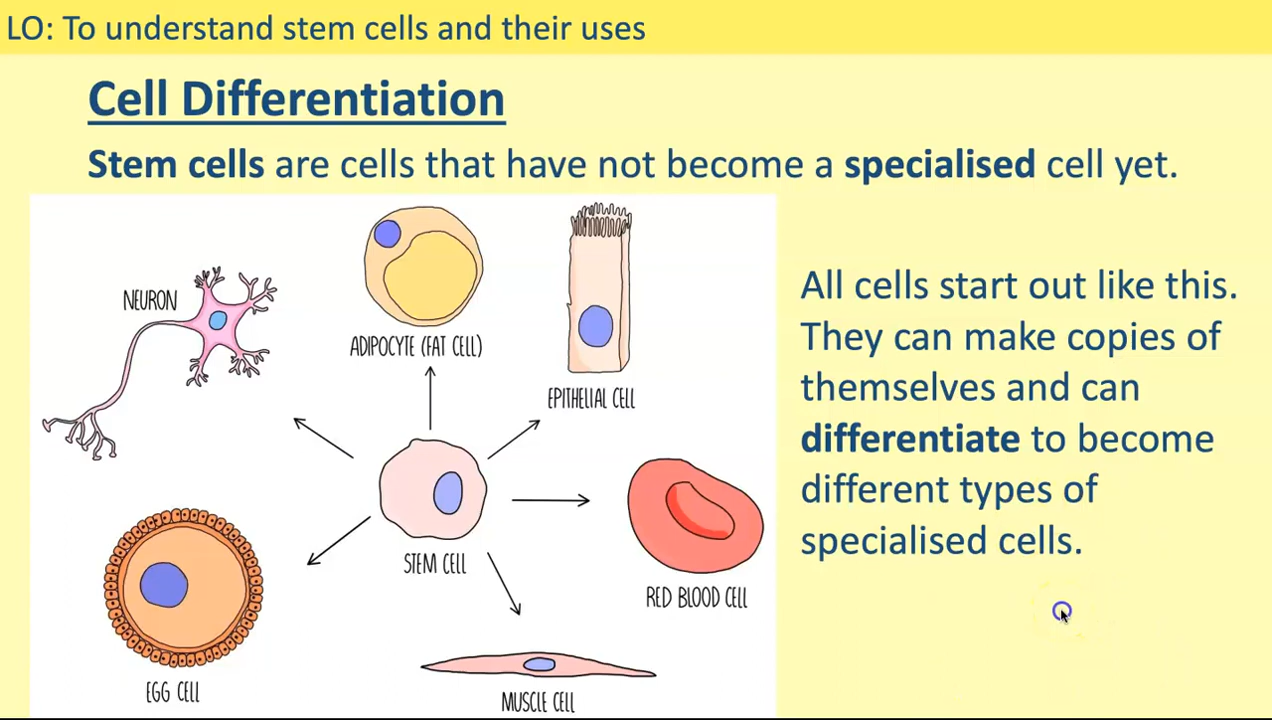 LO: To understand stem cells and their uses
Cell Differentiation
Stem cells are cells that have not become a specialised cell yet.
NEURON
ADIPOCYTE (FAT CELL)
EPITHELIAL CELL
STEM CELL
RED BLOOD CELL
EGG CELL
MUSCLE CELL
All cells start out like this.
They can make copies of
themselves and can
differentiate to become
different types of
specialised cells.